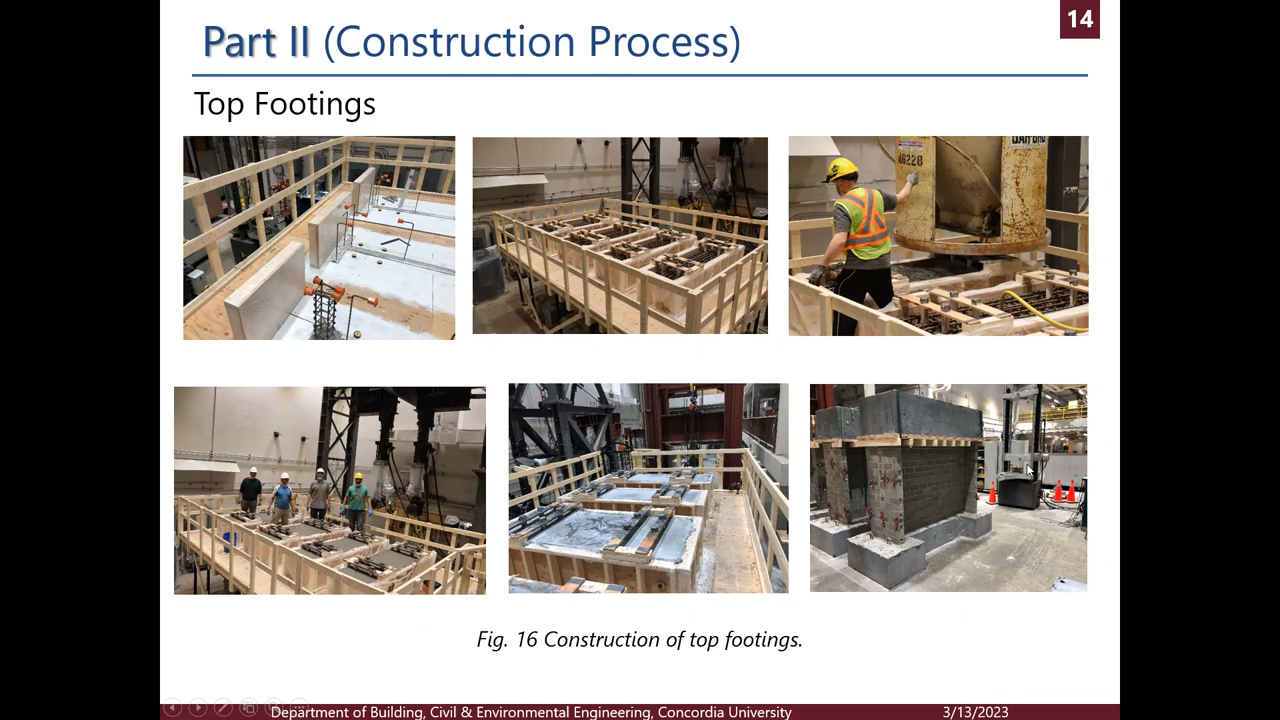 14
Part II (Construction Process)
Top Footings
Fig. 16 Construction of top footings.
Department of Building, Civil & Environmental Engineering, Concordia University
3/13/2023